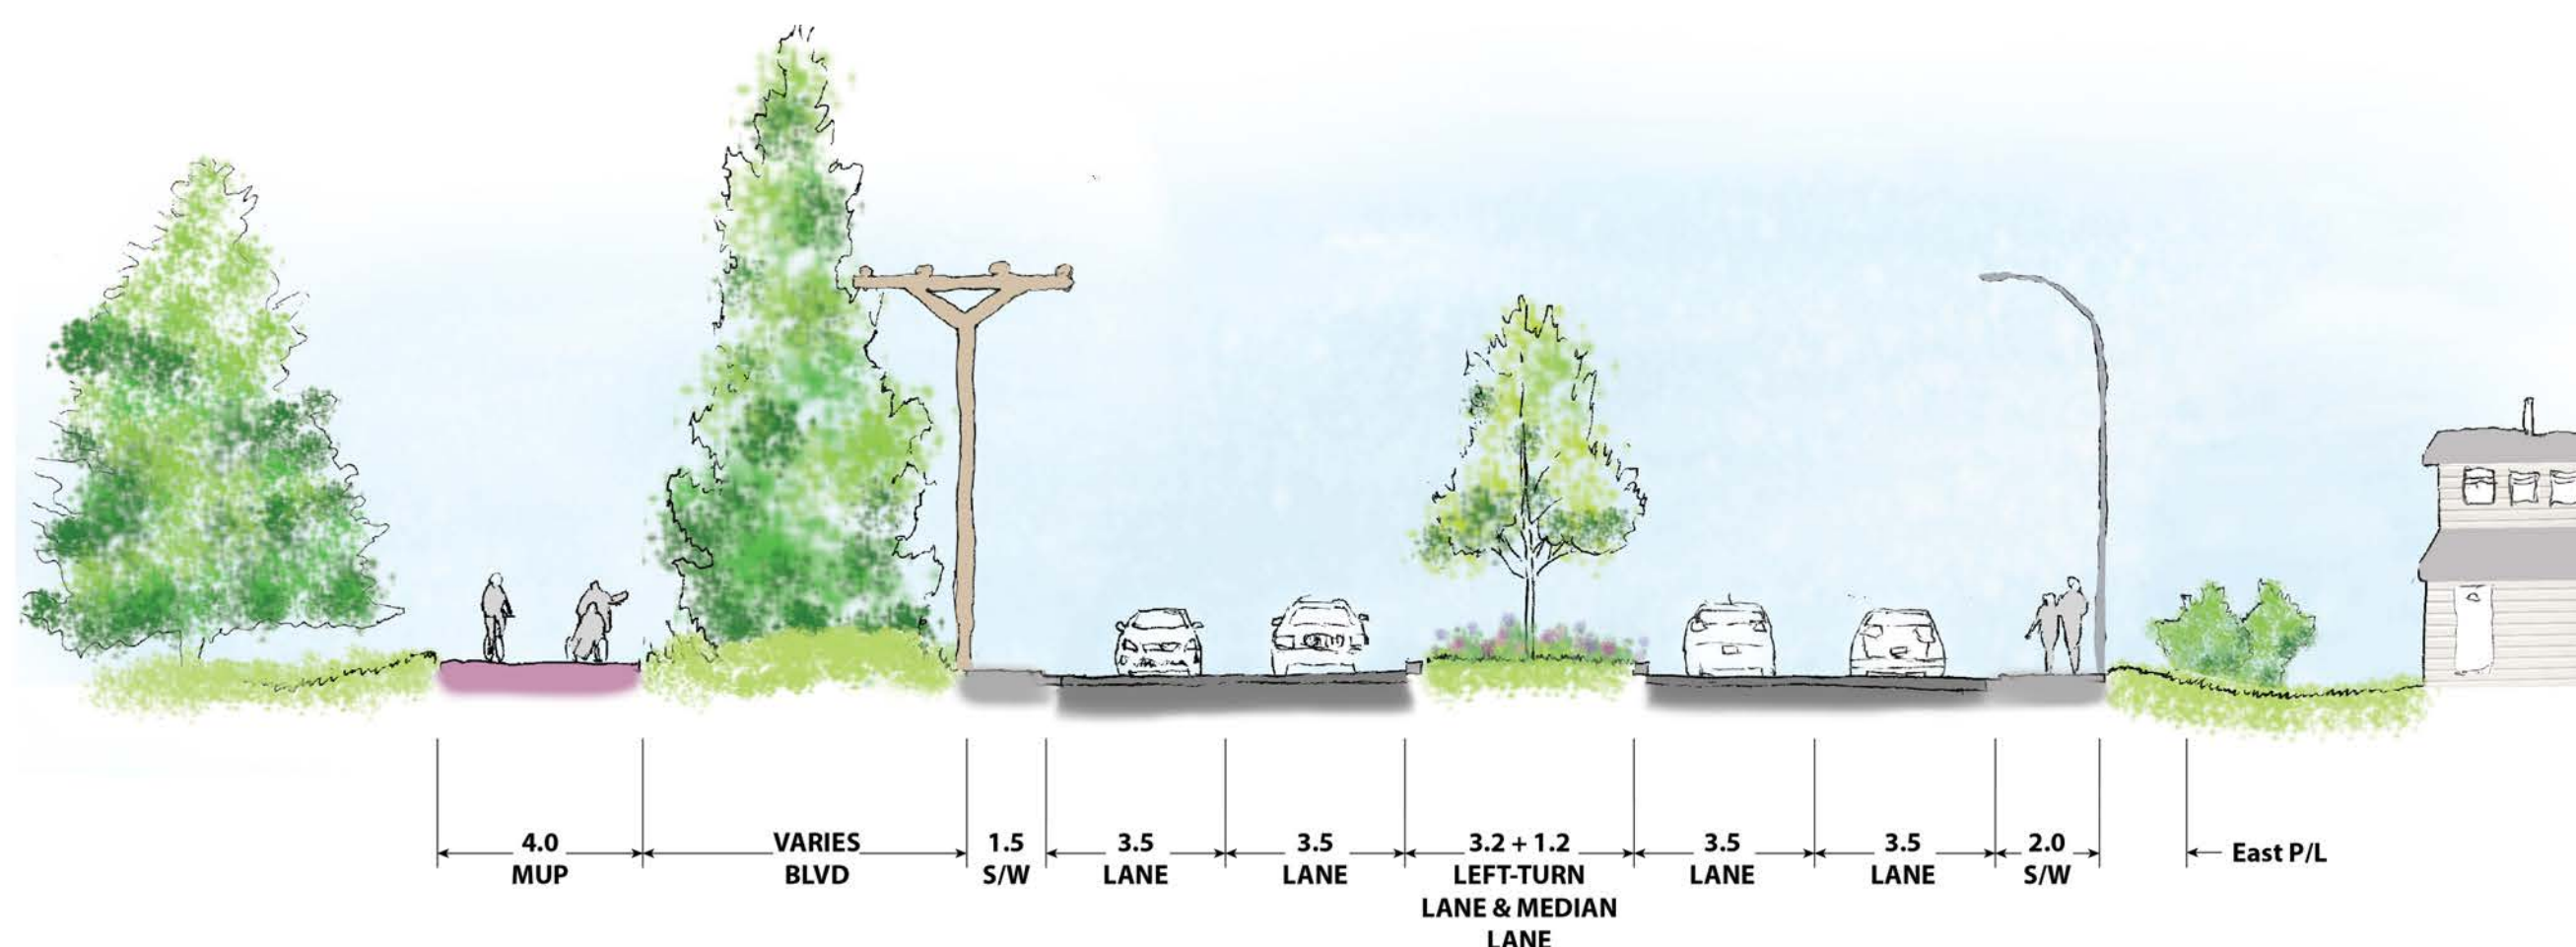 4.0
MUP
VARIES
BLVD
1.5
S/W
3.5
LANE
3.5
LANE
3.2 + 1.2
LEFT-TURN
LANE & MEDIAN
LANE
3.5
LANE
3.5
LANE
2.0
S/W
East P/L